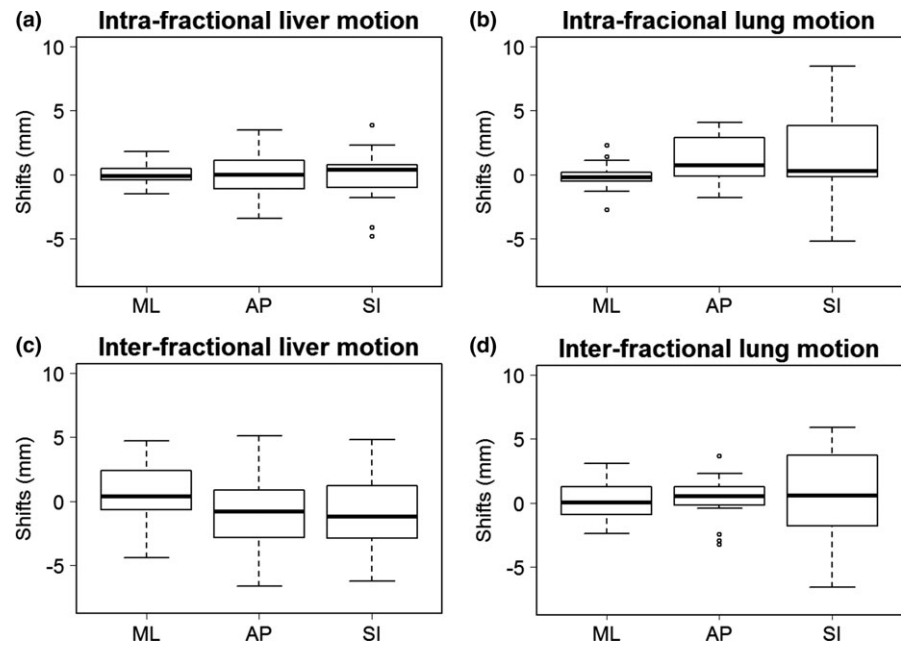 (a) Intra-fractional liver motion
10
5
0
-5
Shifts (mm)
ML AP SI
(b) Intra-fracional lung motion
10
5
0
-5
Shifts (mm)
ML AP SI
(c) Inter-fractional liver motion
10
5
0
-5
Shifts (mm)
ML AP SI
(d) Inter-fractional lung motion
10
5
0
-5
Shifts (mm)
ML AP SI